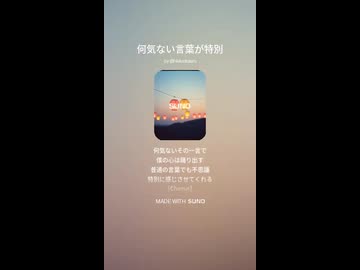 何気ない言葉が特別
何気ないその一言で
僕の心は踊り出す
普通の言葉でも不思議
特別に感じさせてくれる
[Chorus]
MADE WITH SUNO